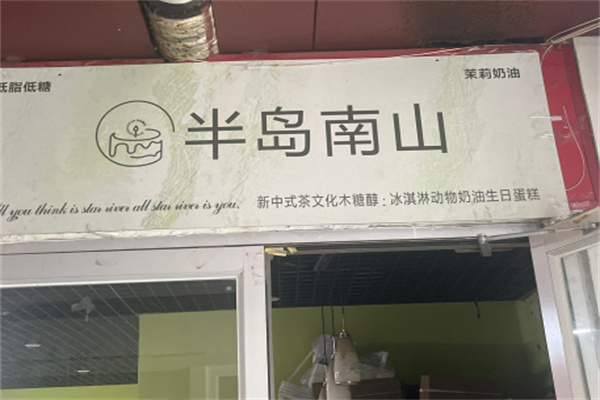 低脂低糖
茉莉奶油
半岛南山
you think is star river all star river is you.
新中式茶文化木糖醇：冰淇淋动物奶油生日蛋糕